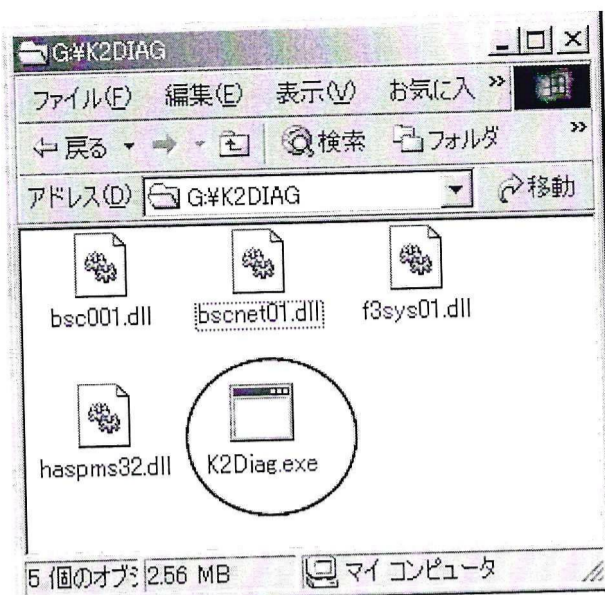 G:¥K2DIAG
ファイル(F) 編集(E) 表示(V) お気に入 »
戻る 検索 フォルダ »
アドレス(D) G:¥K2DIAG 移動
bsc001.dll bscnet01.dll f3sys01.dll
haspms32.dll K2Diag.exe
5 個のオブジ 2.56 MB マイ コンピュータ